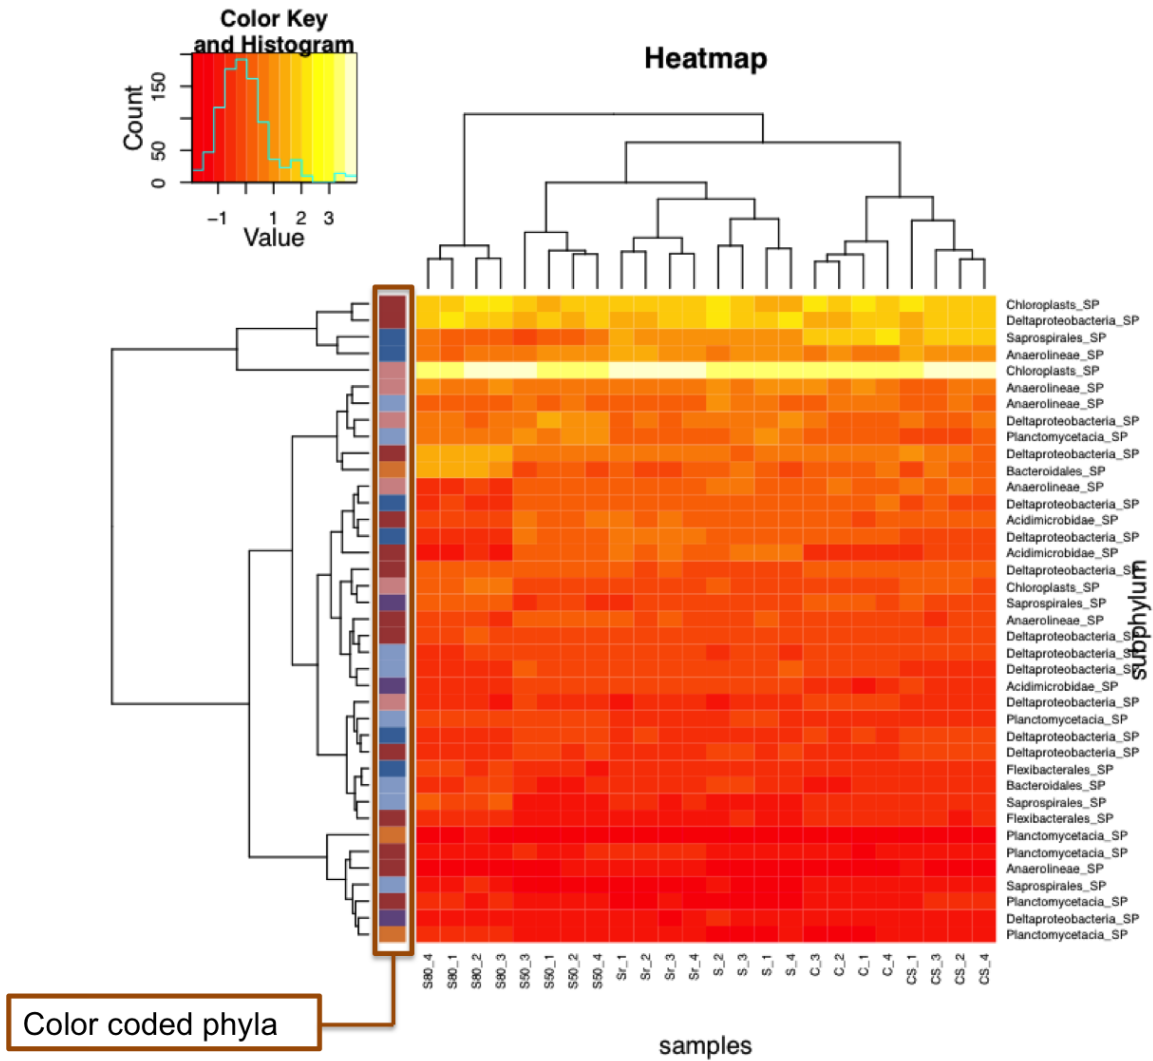 Color Key
and Histogram
Count
0
50
150
−1
1
2
3
Value
Heatmap
Chloroplasts_SP
Deltaproteobacteria_SP
Saprospirales_SP
Anaerolineae_SP
Chloroplasts_SP
Anaerolineae_SP
Anaerolineae_SP
Deltaproteobacteria_SP
Planctomycetacia_SP
Deltaproteobacteria_SP
Bacteroidales_SP
Anaerolineae_SP
Deltaproteobacteria_SP
Acidimicrobidae_SP
Deltaproteobacteria_SP
Acidimicrobidae_SP
Deltaproteobacteria_SP
Chloroplasts_SP
Saprospirales_SP
Anaerolineae_SP
Deltaproteobacteria_SP
Deltaproteobacteria_SP
Deltaproteobacteria_SP
Acidimicrobidae_SP
Deltaproteobacteria_SP
Planctomycetacia_SP
Deltaproteobacteria_SP
Deltaproteobacteria_SP
Flexibacterales_SP
Bacteroidales_SP
Saprospirales_SP
Flexibacterales_SP
Planctomycetacia_SP
Planctomycetacia_SP
Anaerolineae_SP
Saprospirales_SP
Planctomycetacia_SP
Deltaproteobacteria_SP
Planctomycetacia_SP
subphylum
S80_4
S80_1
S80_2
S80_3
S50_3
S50_1
S50_2
S50_4
Sr_1
Sr_2
Sr_3
Sr_4
S_2
S_3
S_1
S_4
C_3
C_2
C_1
C_4
CS_1
CS_3
CS_2
CS_4
samples
Color coded phyla